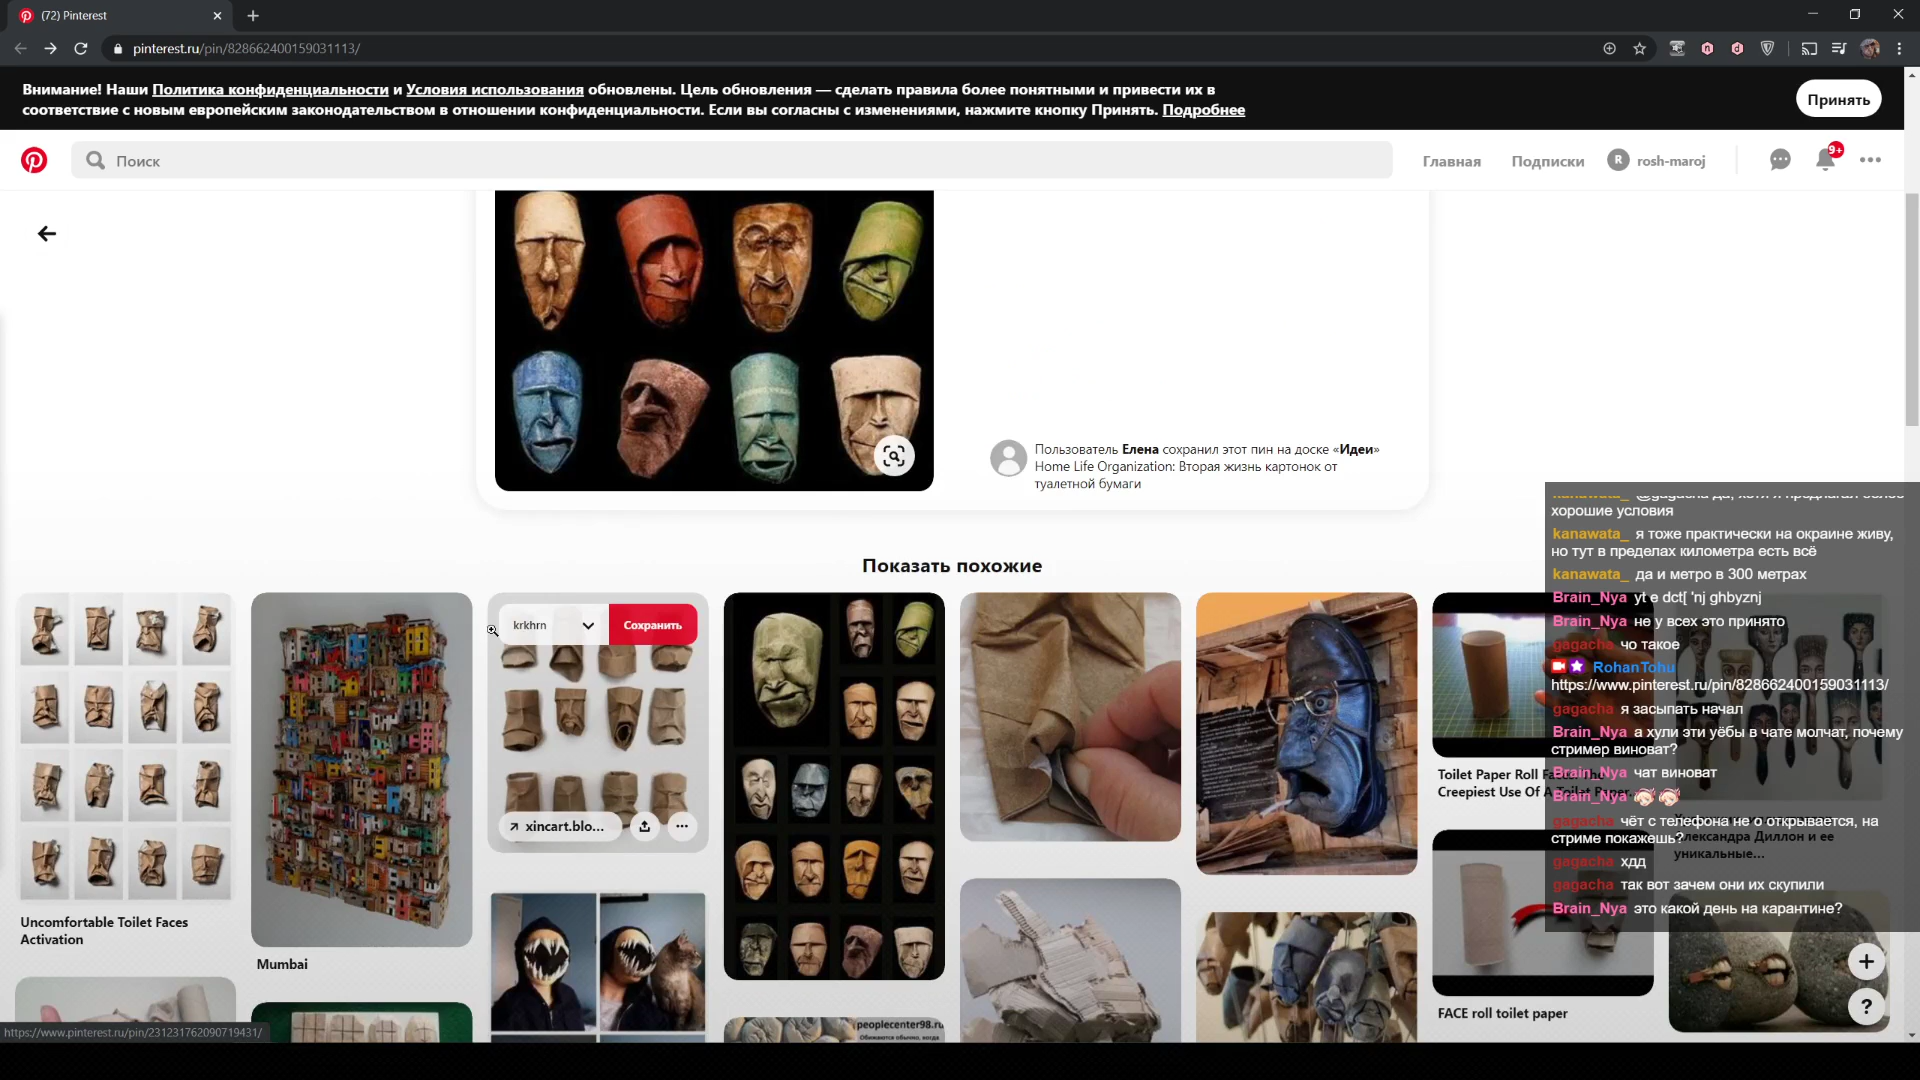 (72) Pinterest
pinterest.ru/pin/828662400159031113/
Внимание! Наши Политика конфиденциальности и Условия использования обновлены. Цель обновления — сделать правила более понятными и привести их в
соответствие с новым европейским законодательством в отношении конфиденциальности. Если вы согласны с изменениями, нажмите кнопку Принять. Подробнее
Принять
Поиск
Главная
Подписки
R
rosh-maroj
9+
Пользователь Елена сохранил этот пин на доске «Идеи»
Home Life Organization: Вторая жизнь картонок от
туалетной бумаги
Показать похожие
krkhrn
Сохранить
xincart.blo...
Uncomfortable Toilet Faces
Activation
Mumbai
peoplecenter98.ru
Toilet Paper Roll
Creepiest Use Of A
FACE roll toilet paper
Александра Диллон и ее
уникальные...
хорошие условия
kanawata_ я тоже практически на окраине живу,
но тут в пределах километра есть всё
kanawata_ да и метро в 300 метрах
Brain_Nya yt e dct[ 'nj ghbyznj
Brain_Nya не у всех это принято
gagacha чо такое
RohanTohu
https://www.pinterest.ru/pin/828662400159031113/
gagacha я засыпать начал
Brain_Nya а хули эти уёбы в чате молчат, почему
стример виноват?
Brain_Nya чат виноват
Brain_Nya
gagacha чёт с телефона не о открывается, на
стриме покажешь?
gagacha хдд
gagacha так вот зачем они их скупили
Brain_Nya это какой день на карантине?
+
?
https://www.pinterest.ru/pin/231231762090719431/